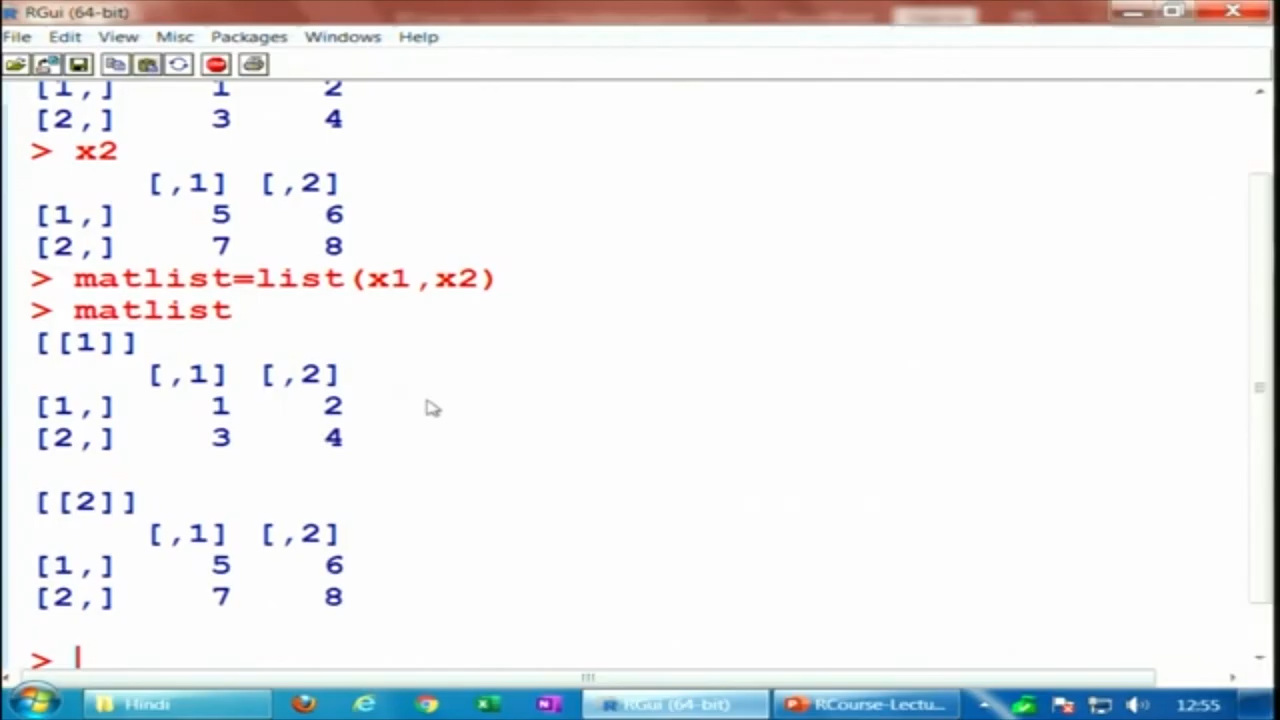 RGui (64-bit)
File Edit View Misc Packages Windows Help
[1,] 1 2
[2,] 3 4
> x2
[,1] [,2]
[1,] 5 6
[2,] 7 8
> matlist=list(x1,x2)
> matlist
[[1]]
[,1] [,2]
[1,] 1 2
[2,] 3 4
[[2]]
[,1] [,2]
[1,] 5 6
[2,] 7 8
>
Hindi RGui (64-bit) RCourse-Lectu... 12:55